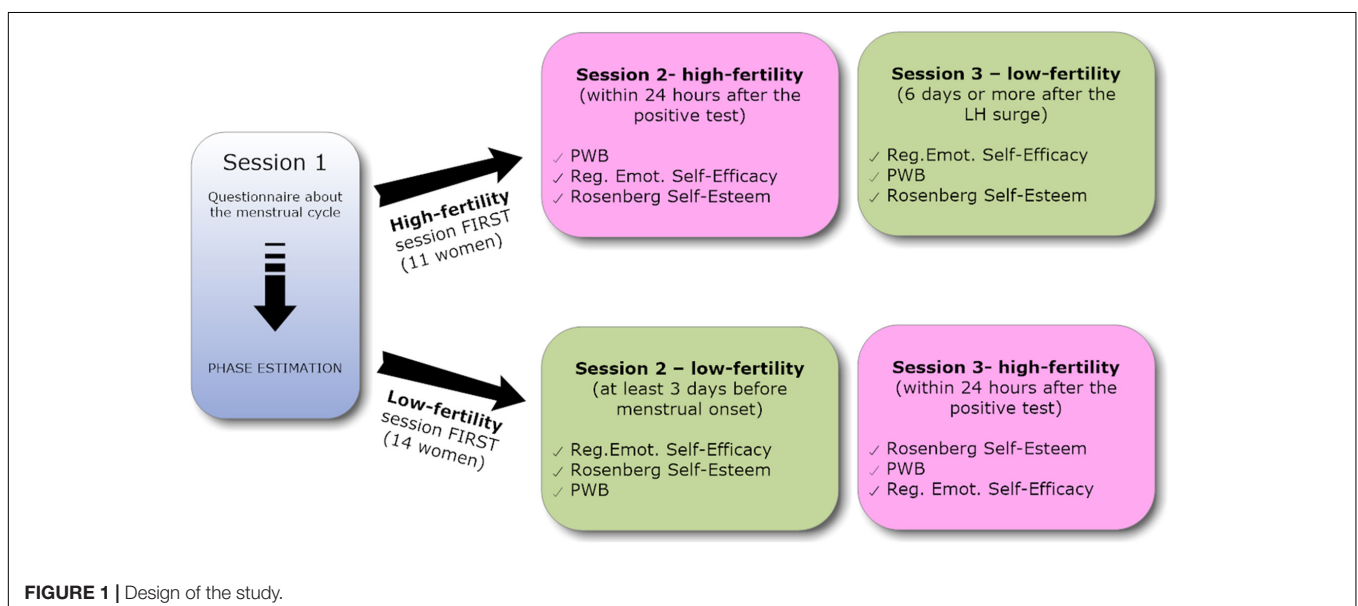 Session 1
Questionnaire about
the menstrual cycle
PHASE ESTIMATION
High-fertility
session FIRST
(11 women)
Session 2- high-fertility
(within 24 hours after the
positive test)
✓ PWB
✓ Reg. Emot. Self-Efficacy
✓ Rosenberg Self-Esteem
Session 3 – low-fertility
(6 days or more after the
LH surge)
✓ Reg.Emot. Self-Efficacy
✓ PWB
✓ Rosenberg Self-Esteem
Low-fertility
session FIRST
(14 women)
Session 2 – low-fertility
(at least 3 days before
menstrual onset)
✓ Reg.Emot. Self-Efficacy
✓ Rosenberg Self-Esteem
✓ PWB
Session 3- high-fertility
(within 24 hours after the
positive test)
✓ Rosenberg Self-Esteem
✓ PWB
✓ Reg. Emot. Self-Efficacy
FIGURE 1 | Design of the study.